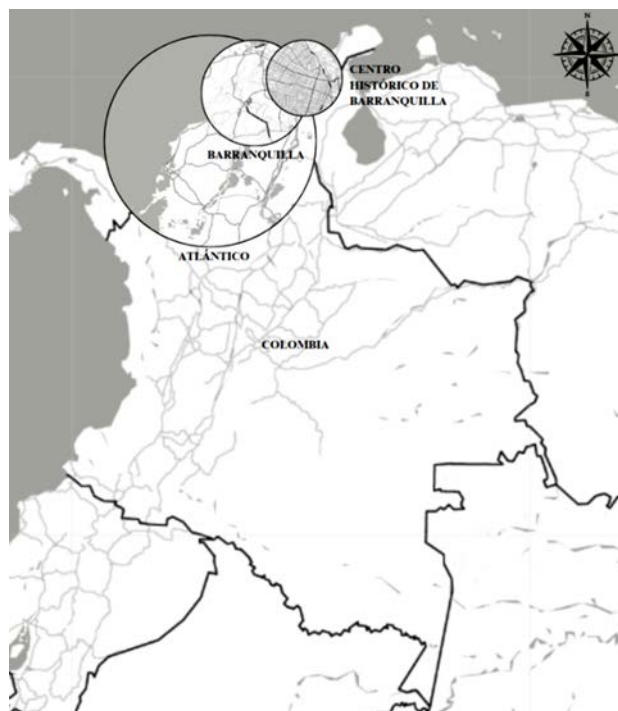 N
CENTRO
HISTÓRICO DE
BARRANQUILLA
BARRANQUILLA
ATLÁNTICO
COLOMBIA